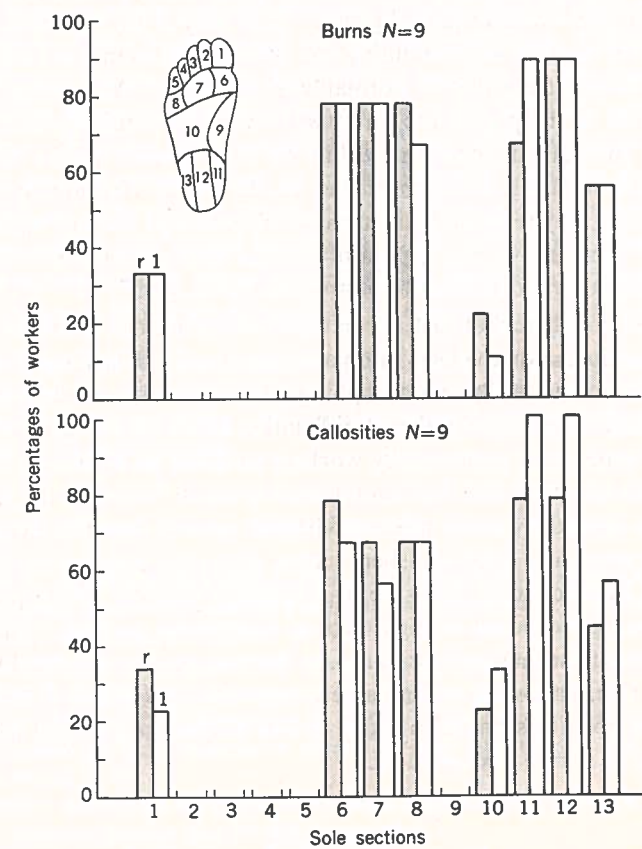 Burns N=9
100
80
60
40
20
0
5 4 3 2 1
8 7 6
10 9
13 12 11
r l
Percentages of workers
Callosities N=9
100
80
60
40
20
0
r
l
1 2 3 4 5 6 7 8 9 10 11 12 13
Sole sections